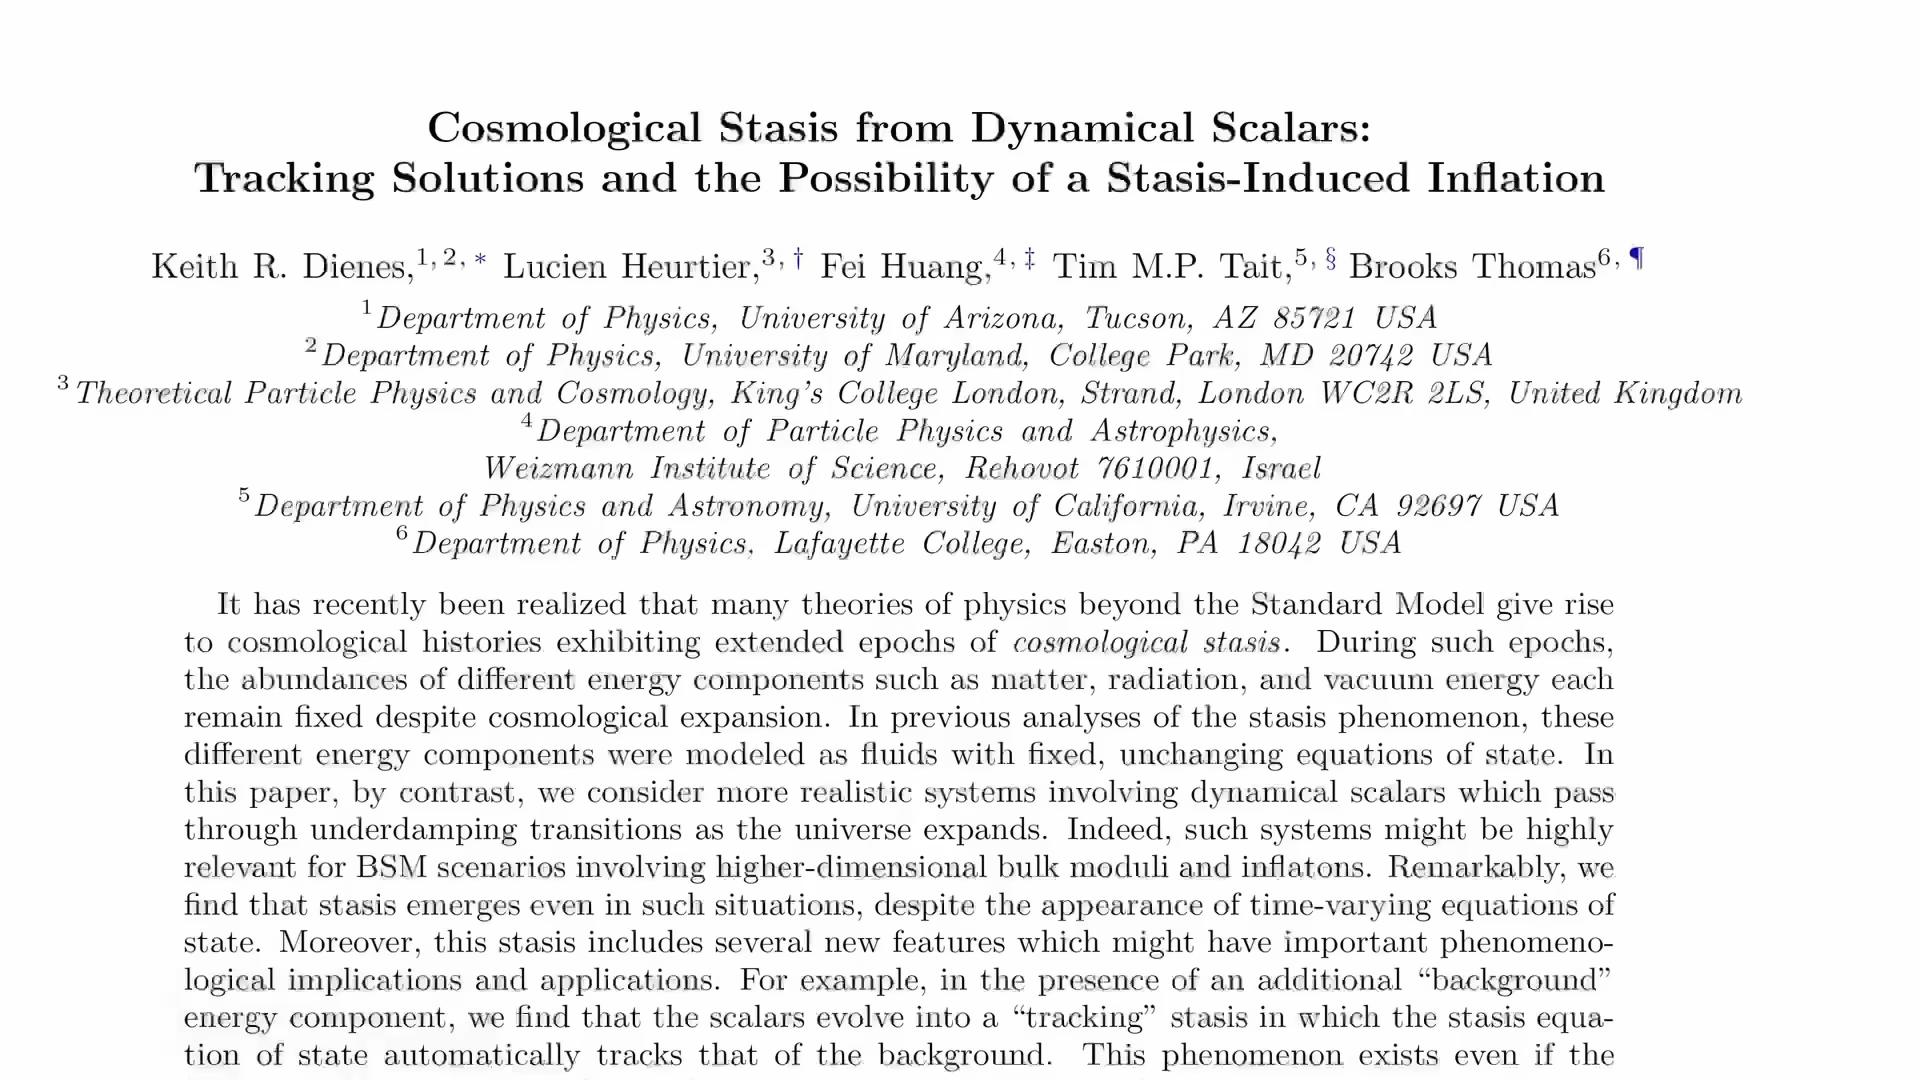 Cosmological Stasis from Dynamical Scalars:
Tracking Solutions and the Possibility of a Stasis-Induced Inflation
Keith R. Dienes,1, 2, * Lucien Heurtier,3, † Fei Huang,4, ‡ Tim M.P. Tait,5, § Brooks Thomas6, ¶
1Department of Physics, University of Arizona, Tucson, AZ 85721 USA
2Department of Physics, University of Maryland, College Park, MD 20742 USA
3Theoretical Particle Physics and Cosmology, King's College London, Strand, London WC2R 2LS, United Kingdom
4Department of Particle Physics and Astrophysics,
Weizmann Institute of Science, Rehovot 7610001, Israel
5Department of Physics and Astronomy, University of California, Irvine, CA 92697 USA
6Department of Physics, Lafayette College, Easton, PA 18042 USA
It has recently been realized that many theories of physics beyond the Standard Model give rise
to cosmological histories exhibiting extended epochs of cosmological stasis. During such epochs,
the abundances of different energy components such as matter, radiation, and vacuum energy each
remain fixed despite cosmological expansion. In previous analyses of the stasis phenomenon, these
different energy components were modeled as fluids with fixed, unchanging equations of state. In
this paper, by contrast, we consider more realistic systems involving dynamical scalars which pass
through underdamping transitions as the universe expands. Indeed, such systems might be highly
relevant for BSM scenarios involving higher-dimensional bulk moduli and inflatons. Remarkably, we
find that stasis emerges even in such situations, despite the appearance of time-varying equations of
state. Moreover, this stasis includes several new features which might have important phenomeno-
logical implications and applications. For example, in the presence of an additional “background”
energy component, we find that the scalars evolve into a “tracking” stasis in which the stasis equa-
tion of state automatically tracks that of the background. This phenomenon exists even if the